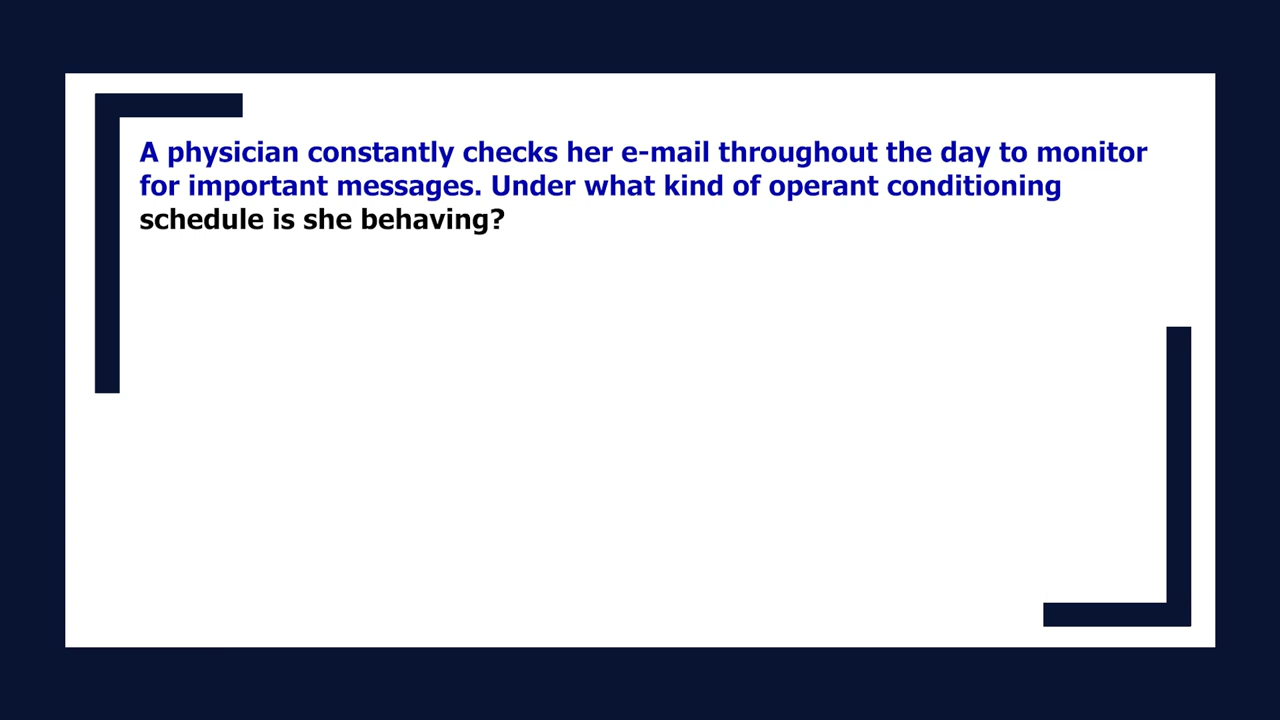 A physician constantly checks her e-mail throughout the day to monitor
for important messages. Under what kind of operant conditioning
schedule is she behaving?